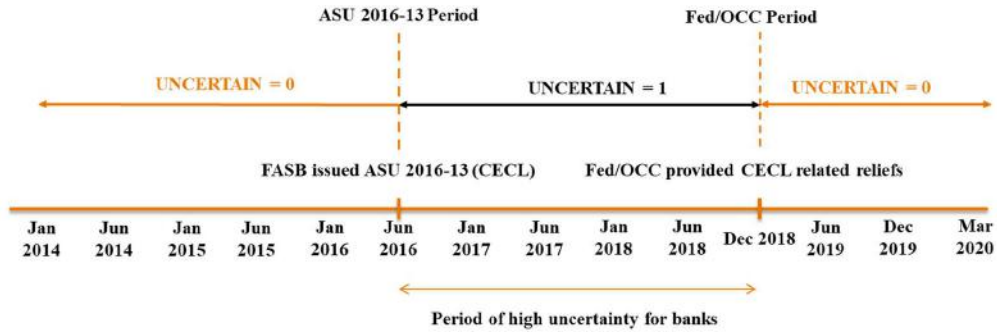 ASU 2016-13 Period
Fed/OCC Period
UNCERTAIN = 0
UNCERTAIN = 1
UNCERTAIN = 0
FASB issued ASU 2016-13 (CECL)
Fed/OCC provided CECL related reliefs
Jan 2014
Jun 2014
Jan 2015
Jun 2015
Jan 2016
Jun 2016
Jan 2017
Jun 2017
Jan 2018
Jun 2018
Dec 2018
Jun 2019
Dec 2019
Mar 2020
Period of high uncertainty for banks